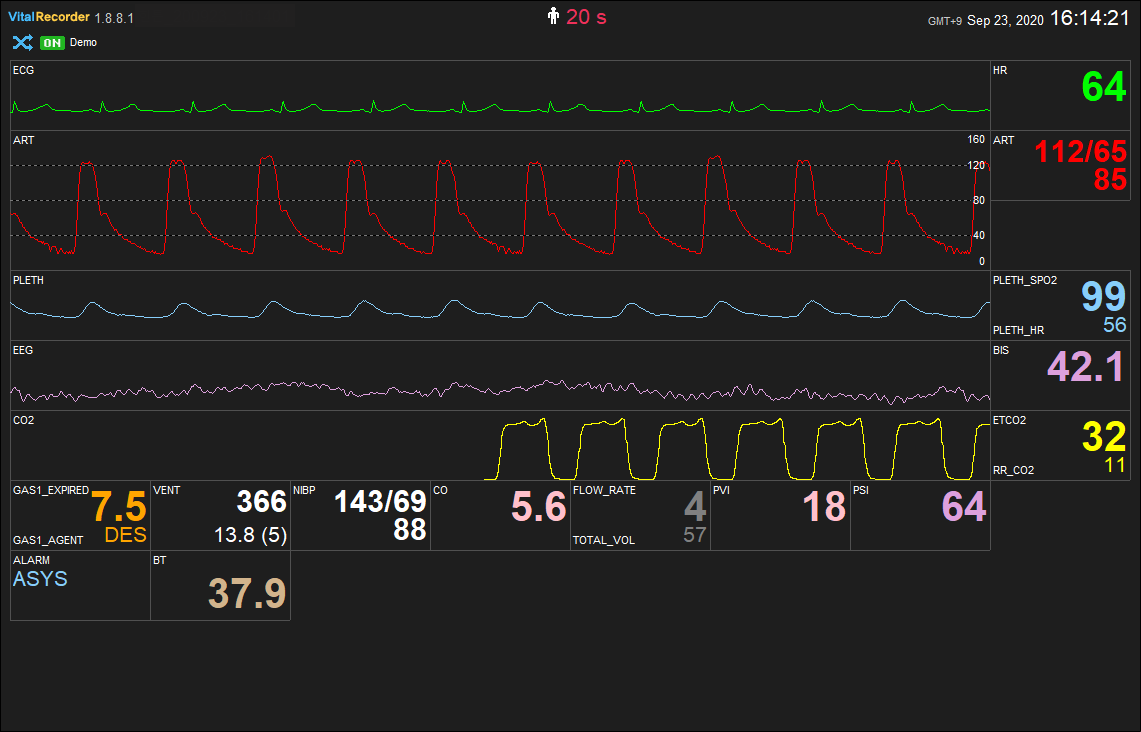 VitalRecorder 1.8.8.1
20 s
GMT+9 Sep 23, 2020 16:14:21
ON Demo
ECG
HR
64
ART
160
120
80
40
0
ART
112/65
85
PLETH
PLETH_SPO2
99
PLETH_HR
56
EEG
BIS
42.1
CO2
ETCO2
32
RR_CO2
11
GAS1_EXPIRED
7.5
GAS1_AGENT
DES
VENT
366
13.8 (5)
NIBP
143/69
88
CO
5.6
FLOW_RATE
4
TOTAL_VOL
57
PVI
18
PSI
64
ALARM
ASYS
BT
37.9